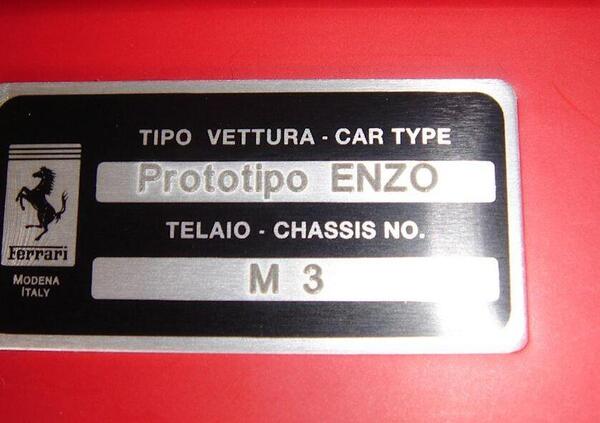 TIPO VETTURA - CAR TYPE
Prototipo ENZO
TELAIO - CHASSIS NO.
M 3
Ferrari
MODENA
ITALY